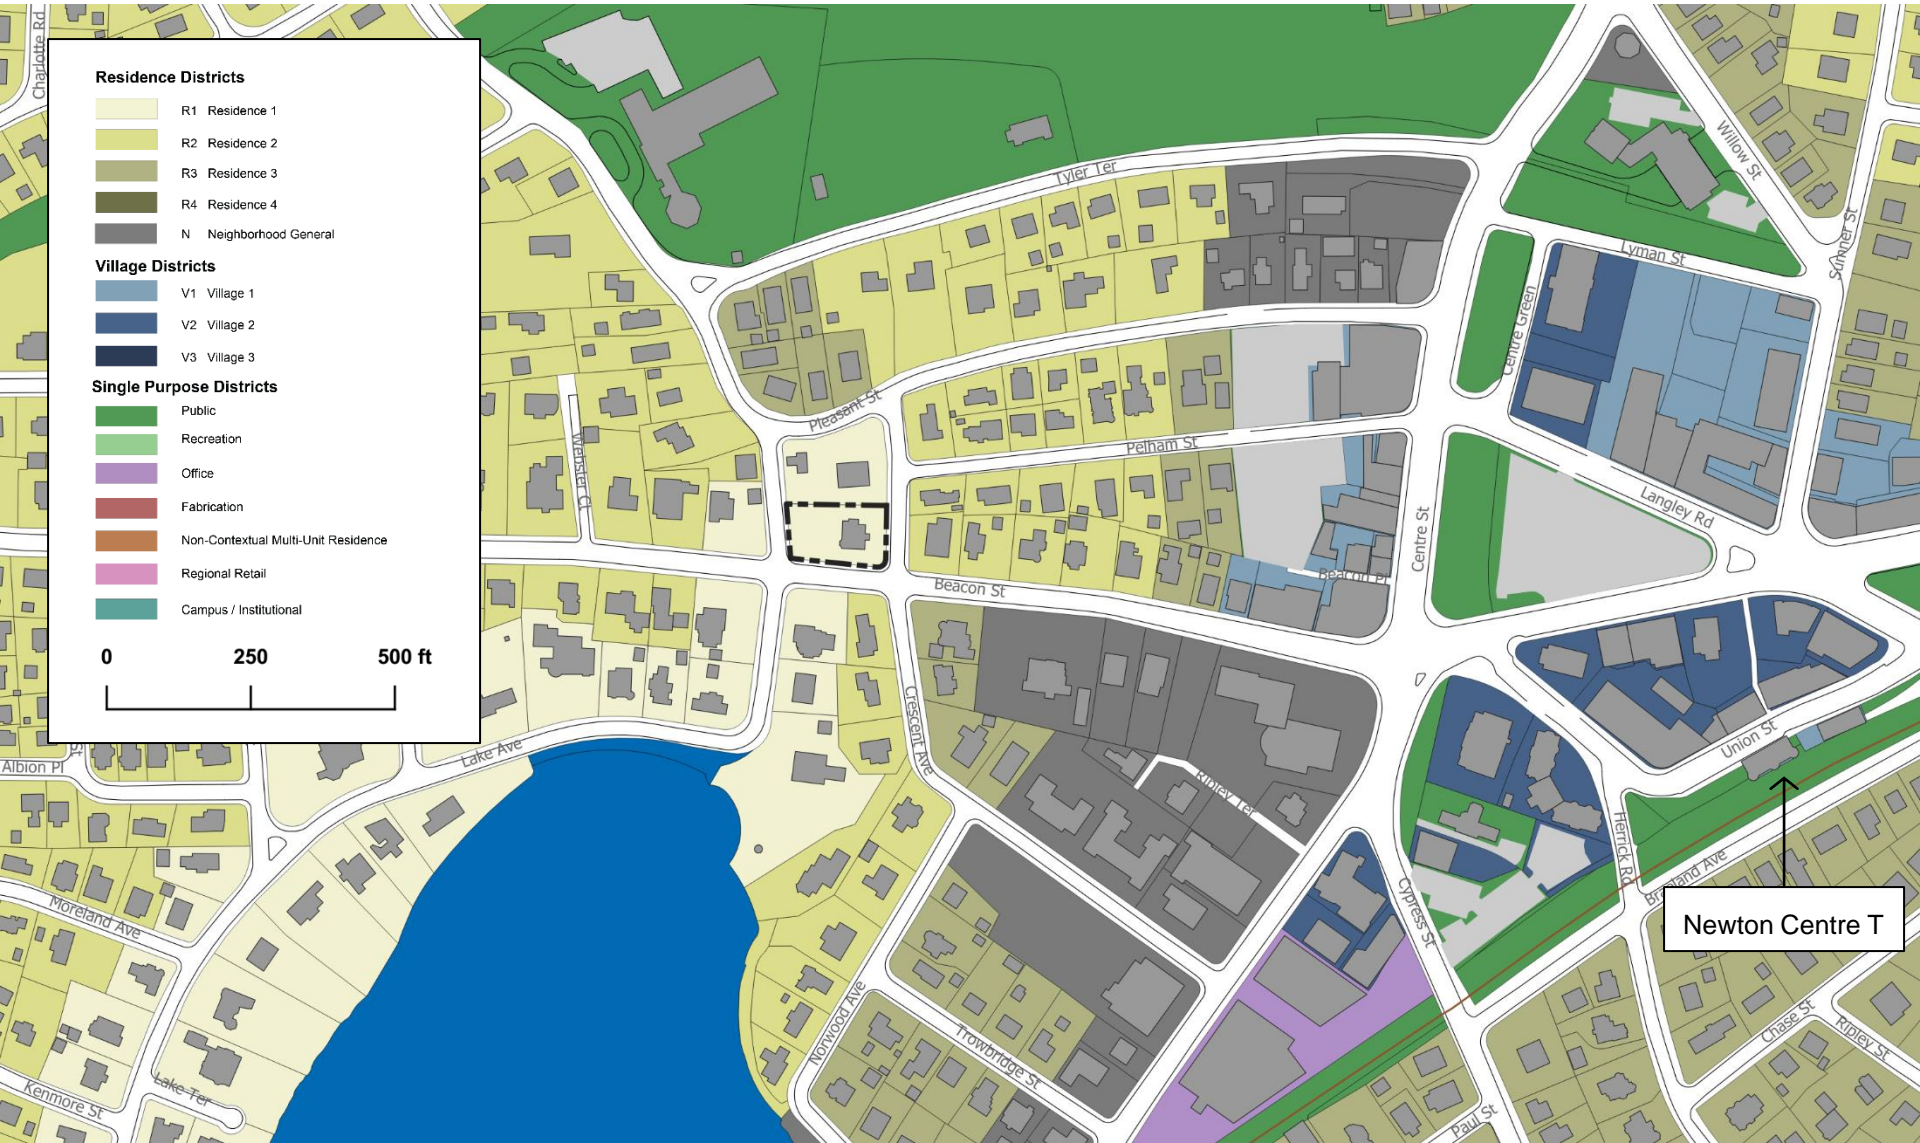 Charlotte Rd
Residence Districts
R1 Residence 1
R2 Residence 2
R3 Residence 3
R4 Residence 4
N Neighborhood General
Village Districts
V1 Village 1
V2 Village 2
V3 Village 3
Single Purpose Districts
Public
Recreation
Office
Fabrication
Non-Contextual Multi-Unit Residence
Regional Retail
Campus / Institutional
0 250 500 ft
Tyler Ter
Willow St
Sumner St
Lyman St
Centre Green
Pleasant St
Pelham St
Webster Ct
Langley Rd
Centre St
Beacon Pl
Beacon St
Crescent Ave
Union St
Lake Ave
St
Albion Pl
Ripley Ter
Herrick Rd
Braeland Ave
Cypress St
Newton Centre T
Moreland Ave
Norwood Ave
Trowbridge St
Chase St
Ripley St
Kenmore St
Lake Ter
Paul St